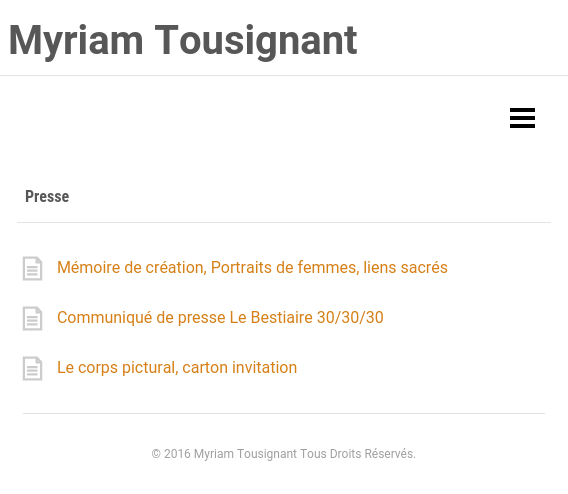 Myriam Tousignant
Presse
Mémoire de création, Portraits de femmes, liens sacrés
Communiqué de presse Le Bestiaire 30/30/30
Le corps pictural, carton invitation
© 2016 Myriam Tousignant Tous Droits Réservés.